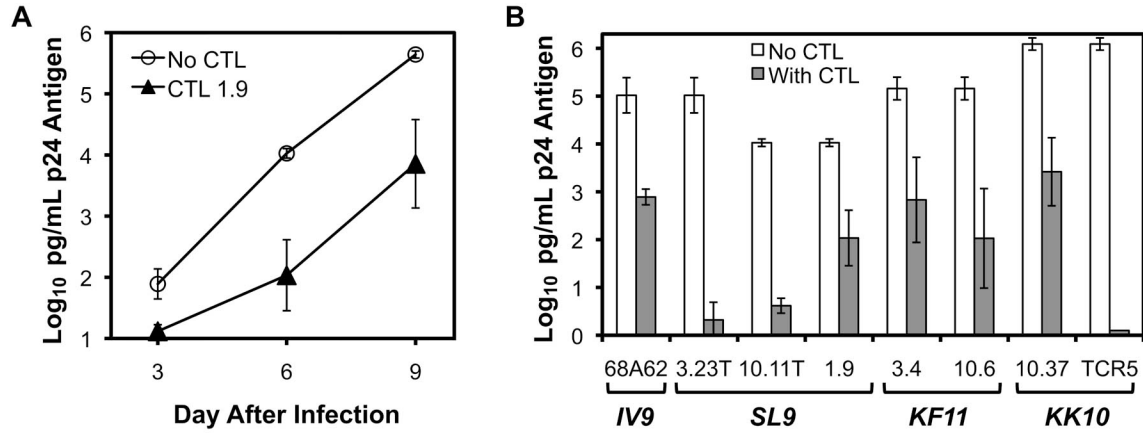 A
Log10 pg/mL p24 Antigen
6
5
4
3
2
1
No CTL
CTL 1.9
3 6 9
Day After Infection
B
Log10 pg/mL p24 Antigen
6
5
4
3
2
1
0
No CTL
With CTL
68A62 3.23T 10.11T 1.9 3.4 10.6 10.37 TCR5
IV9 SL9 KF11 KK10